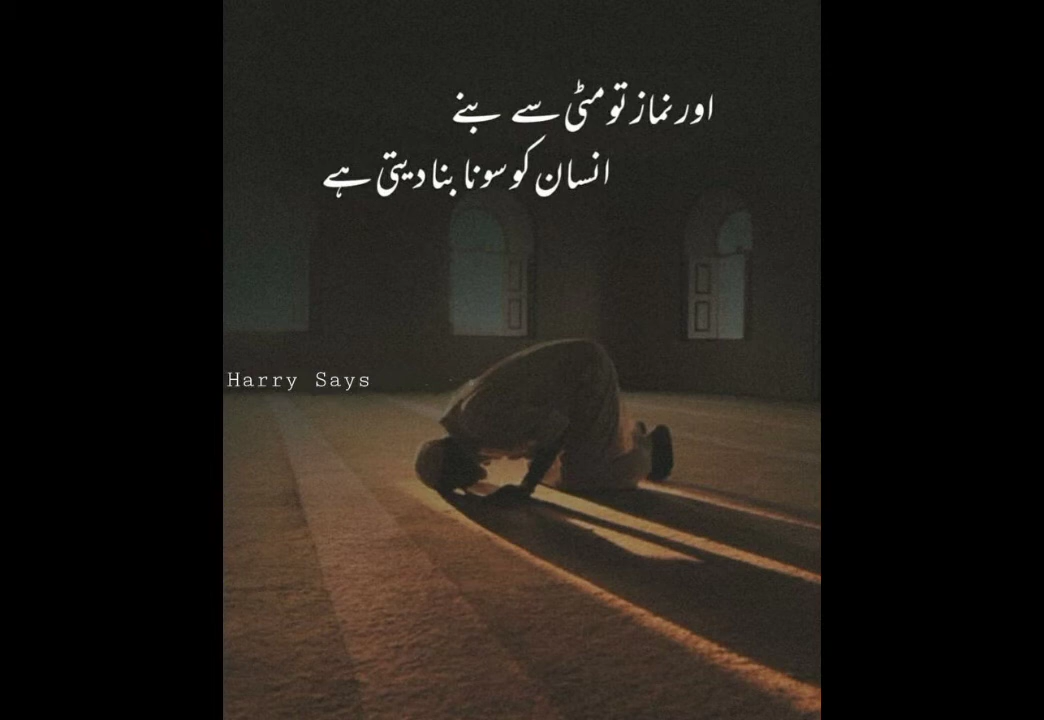 اور نماز تو مٹی سے بنے
انسان کو سونا بنا دیتی ہے
Harry Says